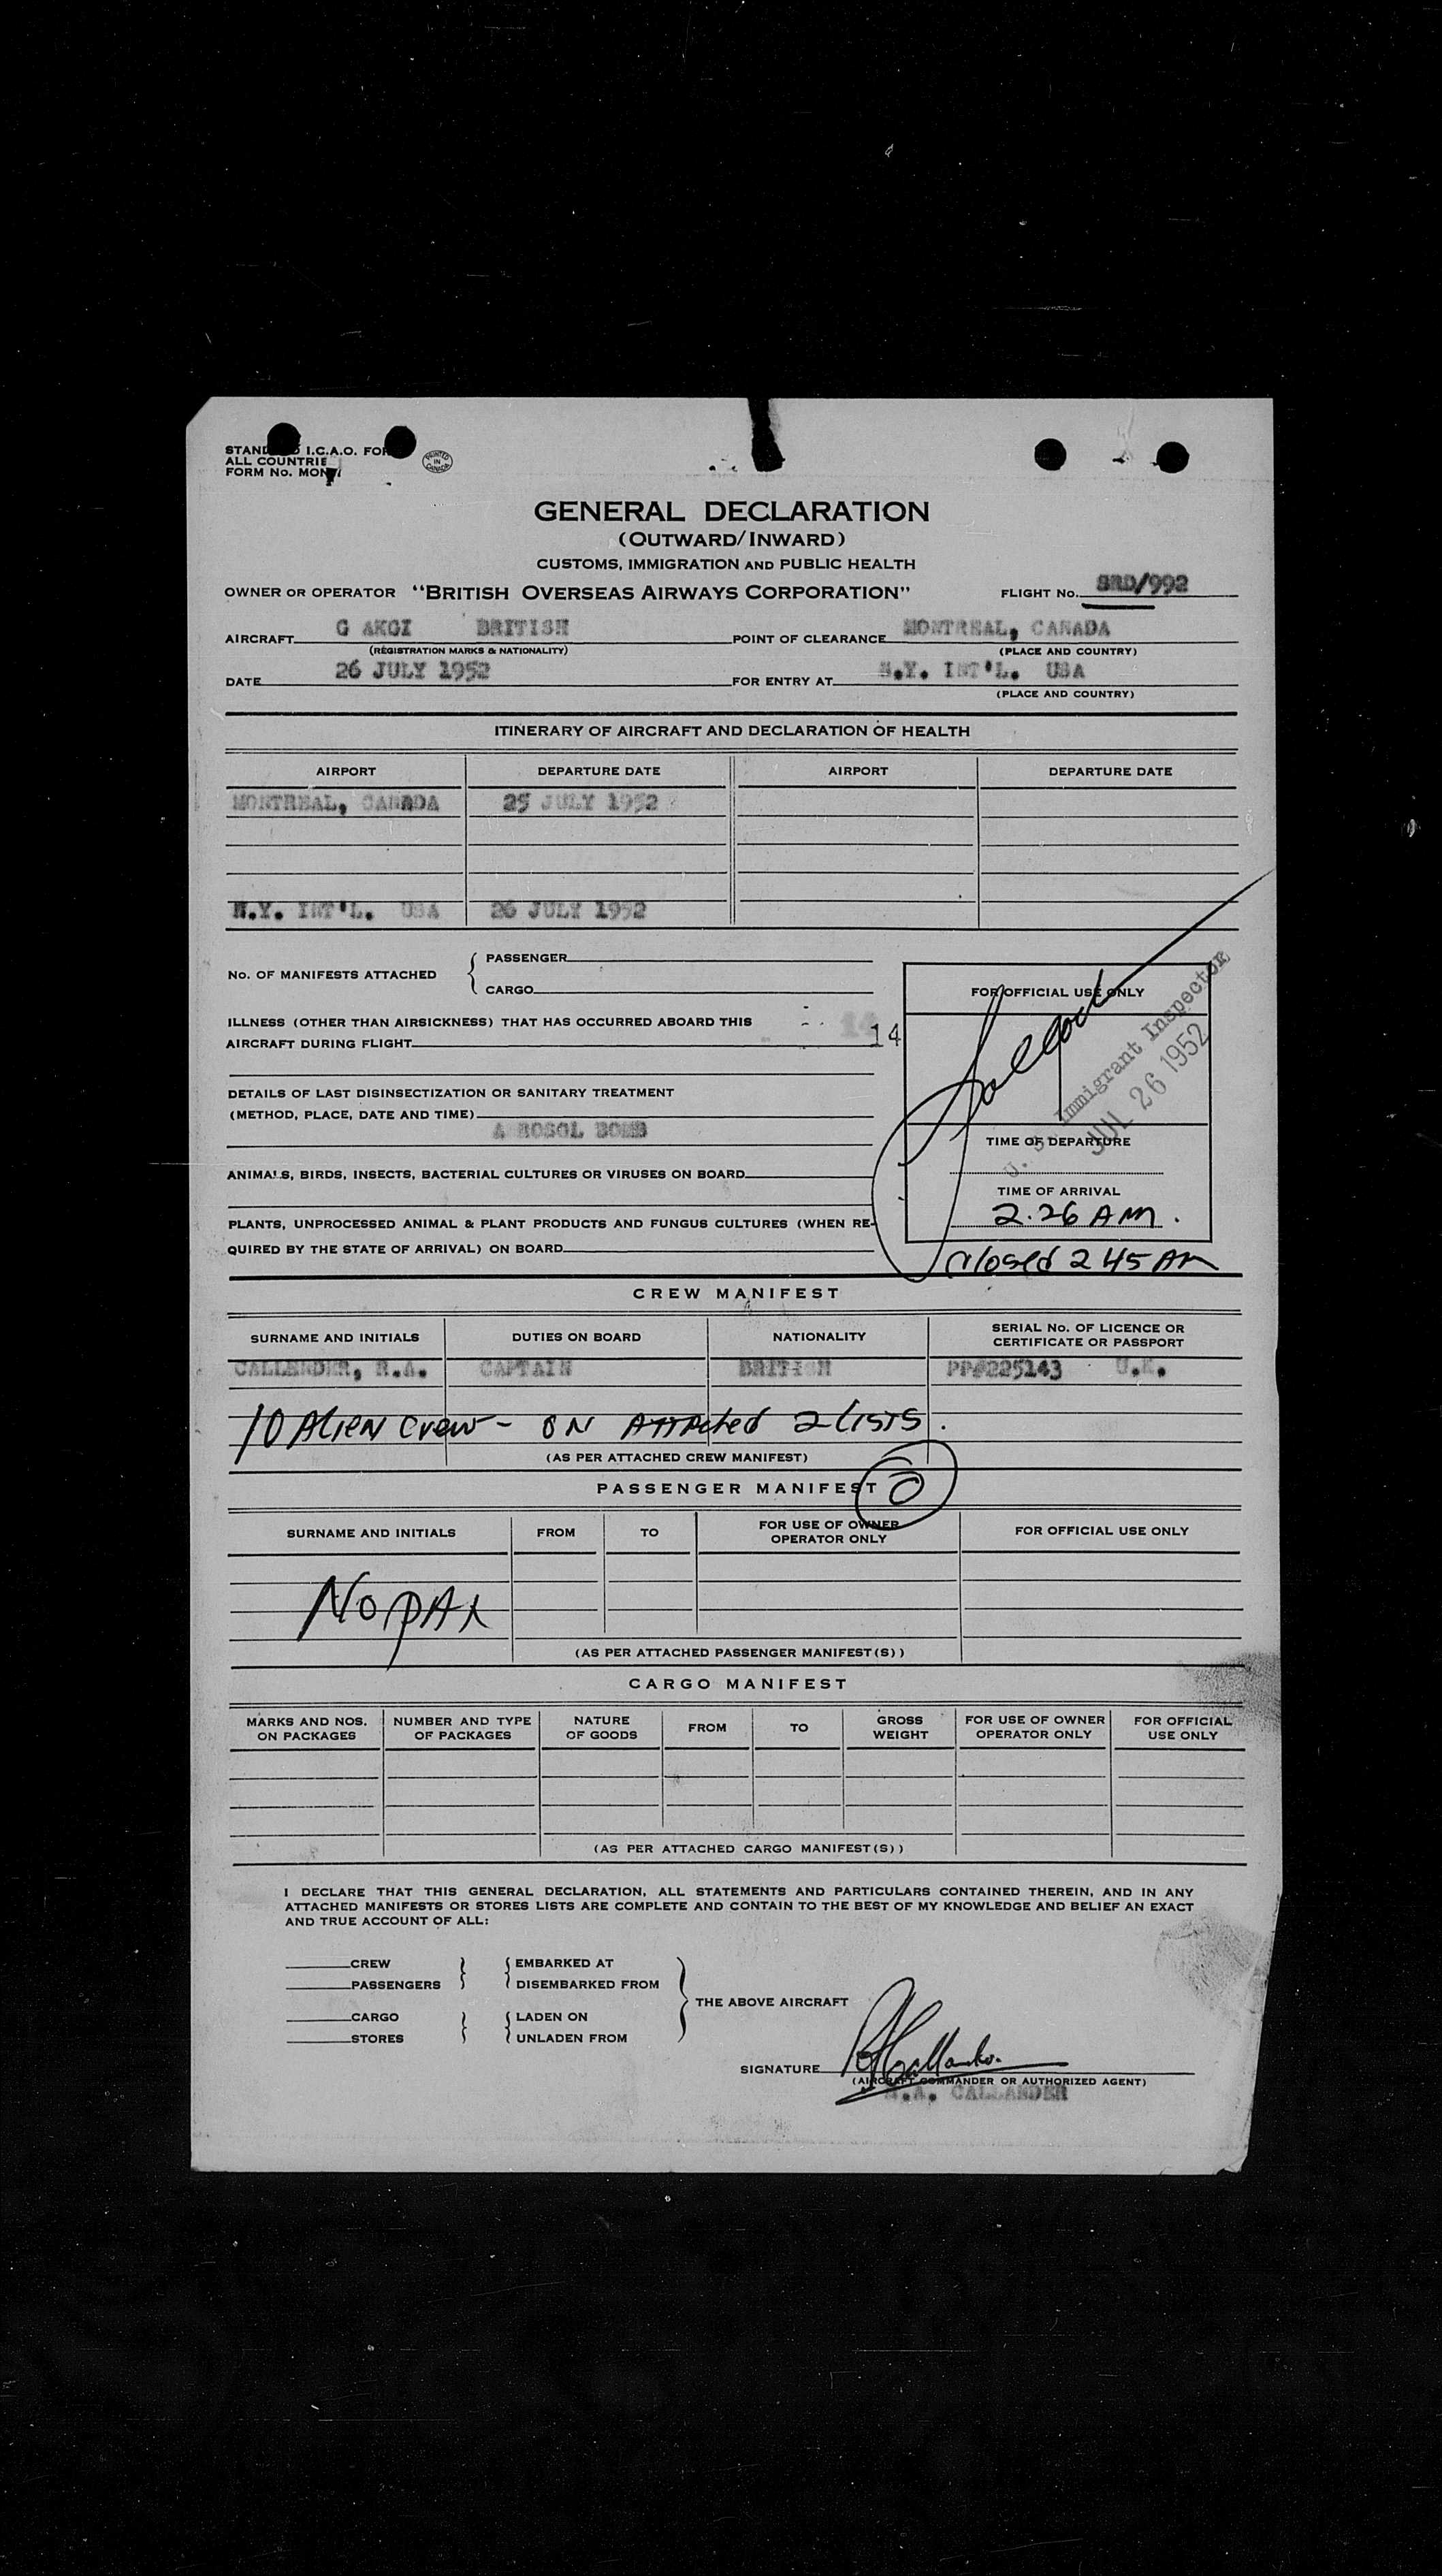 I.C.A.O.
ALL
FORM No.
PRINTED IN CANADA
GENERAL DECLARATION
(OUTWARD/INWARD)
CUSTOMS, IMMIGRATION AND PUBLIC HEALTH
OWNER OR OPERATOR "BRITISH OVERSEAS AIRWAYS CORPORATION" FLIGHT No. SRD/992
AIRCRAFT G AKGI BRITISH POINT OF CLEARANCE MONTREAL, CANADA
(REGISTRATION MARKS & NATIONALITY) (PLACE AND COUNTRY)
DATE 26 JULY 1952 FOR ENTRY AT N.Y. INT'L. USA
(PLACE AND COUNTRY)
ITINERARY OF AIRCRAFT AND DECLARATION OF HEALTH
AIRPORT DEPARTURE DATE AIRPORT DEPARTURE DATE
MONTREAL, CANADA 25 JULY 1952
N.Y. INT'L. USA 26 JULY 1952
No. OF MANIFESTS ATTACHED { PASSENGER
CARGO
ILLNESS (OTHER THAN AIRSICKNESS) THAT HAS OCCURRED ABOARD THIS 14
AIRCRAFT DURING FLIGHT 14
DETAILS OF LAST DISINSECTIZATION OR SANITARY TREATMENT
(METHOD, PLACE, DATE AND TIME)
BOMB
ANIMALS, BIRDS, INSECTS, BACTERIAL CULTURES OR VIRUSES ON BOARD
PLANTS, UNPROCESSED ANIMAL & PLANT PRODUCTS AND FUNGUS CULTURES (WHEN RE-
QUIRED BY THE STATE OF ARRIVAL) ON BOARD
FOR OFFICIAL USE ONLY
U. S. Immigrant Inspector
JUL 26 1952
TIME OF DEPARTURE
TIME OF ARRIVAL
2.26 AM.
closed 2 45 AM
CREW MANIFEST
SURNAME AND INITIALS DUTIES ON BOARD NATIONALITY SERIAL No. OF LICENCE OR
CERTIFICATE OR PASSPORT
CALLANDER, R.A. CAPTAIN BRITISH PP#225143 U.K.
10 Alien crew - ON Attached 2 lists.
(AS PER ATTACHED CREW MANIFEST)
PASSENGER MANIFEST 0
SURNAME AND INITIALS FROM TO FOR USE OF OWNER
OPERATOR ONLY FOR OFFICIAL USE ONLY
No pax
(AS PER ATTACHED PASSENGER MANIFEST(S))
CARGO MANIFEST
MARKS AND NOS. NUMBER AND TYPE NATURE FROM TO GROSS FOR USE OF OWNER FOR OFFICIAL
ON PACKAGES OF PACKAGES OF GOODS WEIGHT OPERATOR ONLY USE ONLY
(AS PER ATTACHED CARGO MANIFEST(S))
I DECLARE THAT THIS GENERAL DECLARATION, ALL STATEMENTS AND PARTICULARS CONTAINED THEREIN, AND IN ANY
ATTACHED MANIFESTS OR STORES LISTS ARE COMPLETE AND CONTAIN TO THE BEST OF MY KNOWLEDGE AND BELIEF AN EXACT
AND TRUE ACCOUNT OF ALL:
CREW EMBARKED AT
PASSENGERS DISEMBARKED FROM
THE ABOVE AIRCRAFT
CARGO LADEN ON
STORES UNLADEN FROM
SIGNATURE RACallander
(AIRCRAFT COMMANDER OR AUTHORIZED AGENT)
R.A. CALLANDER